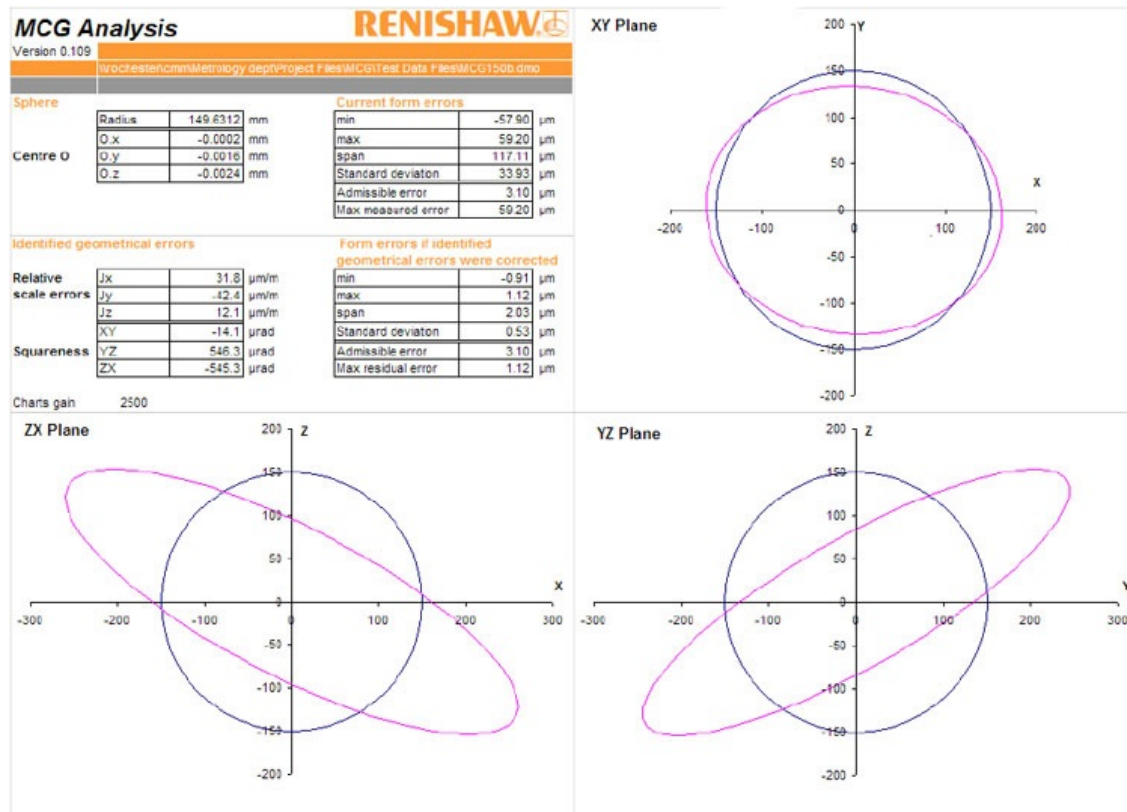 MCG Analysis
RENISHAW
Version 0.109
\\rochester\cmm\Metrology dept\Project Files\MCG\Test Data Files\MCG150b.dmo
Sphere
Radius 149.6312 mm
Centre O
O.x -0.0002 mm
O.y -0.0016 mm
O.z -0.0024 mm
Current form errors
min -57.90 µm
max 59.20 µm
span 117.11 µm
Standard deviaton 33.93 µm
Admissible error 3.10 µm
Max measured error 59.20 µm
Identified geometrical errors
Relative scale errors
Jx 31.8 µm/m
Jy -42.4 µm/m
Jz 12.1 µm/m
Squareness
XY -14.1 µrad
YZ 546.3 µrad
ZX -545.3 µrad
Form errors if identified
geometrical errors were corrected
min -0.91 µm
max 1.12 µm
span 2.03 µm
Standard deviaton 0.53 µm
Admissible error 3.10 µm
Max residual error 1.12 µm
Charts gain 2500
XY Plane
Y
200
150
100
50
0
-50
-100
-150
-200
X
-200 -100 0 100 200
ZX Plane
Z
200
150
100
50
0
-50
-100
-150
-200
X
-300 -200 -100 0 100 200 300
YZ Plane
Z
200
150
100
50
0
-50
-100
-150
-200
Y
-300 -200 -100 0 100 200 300